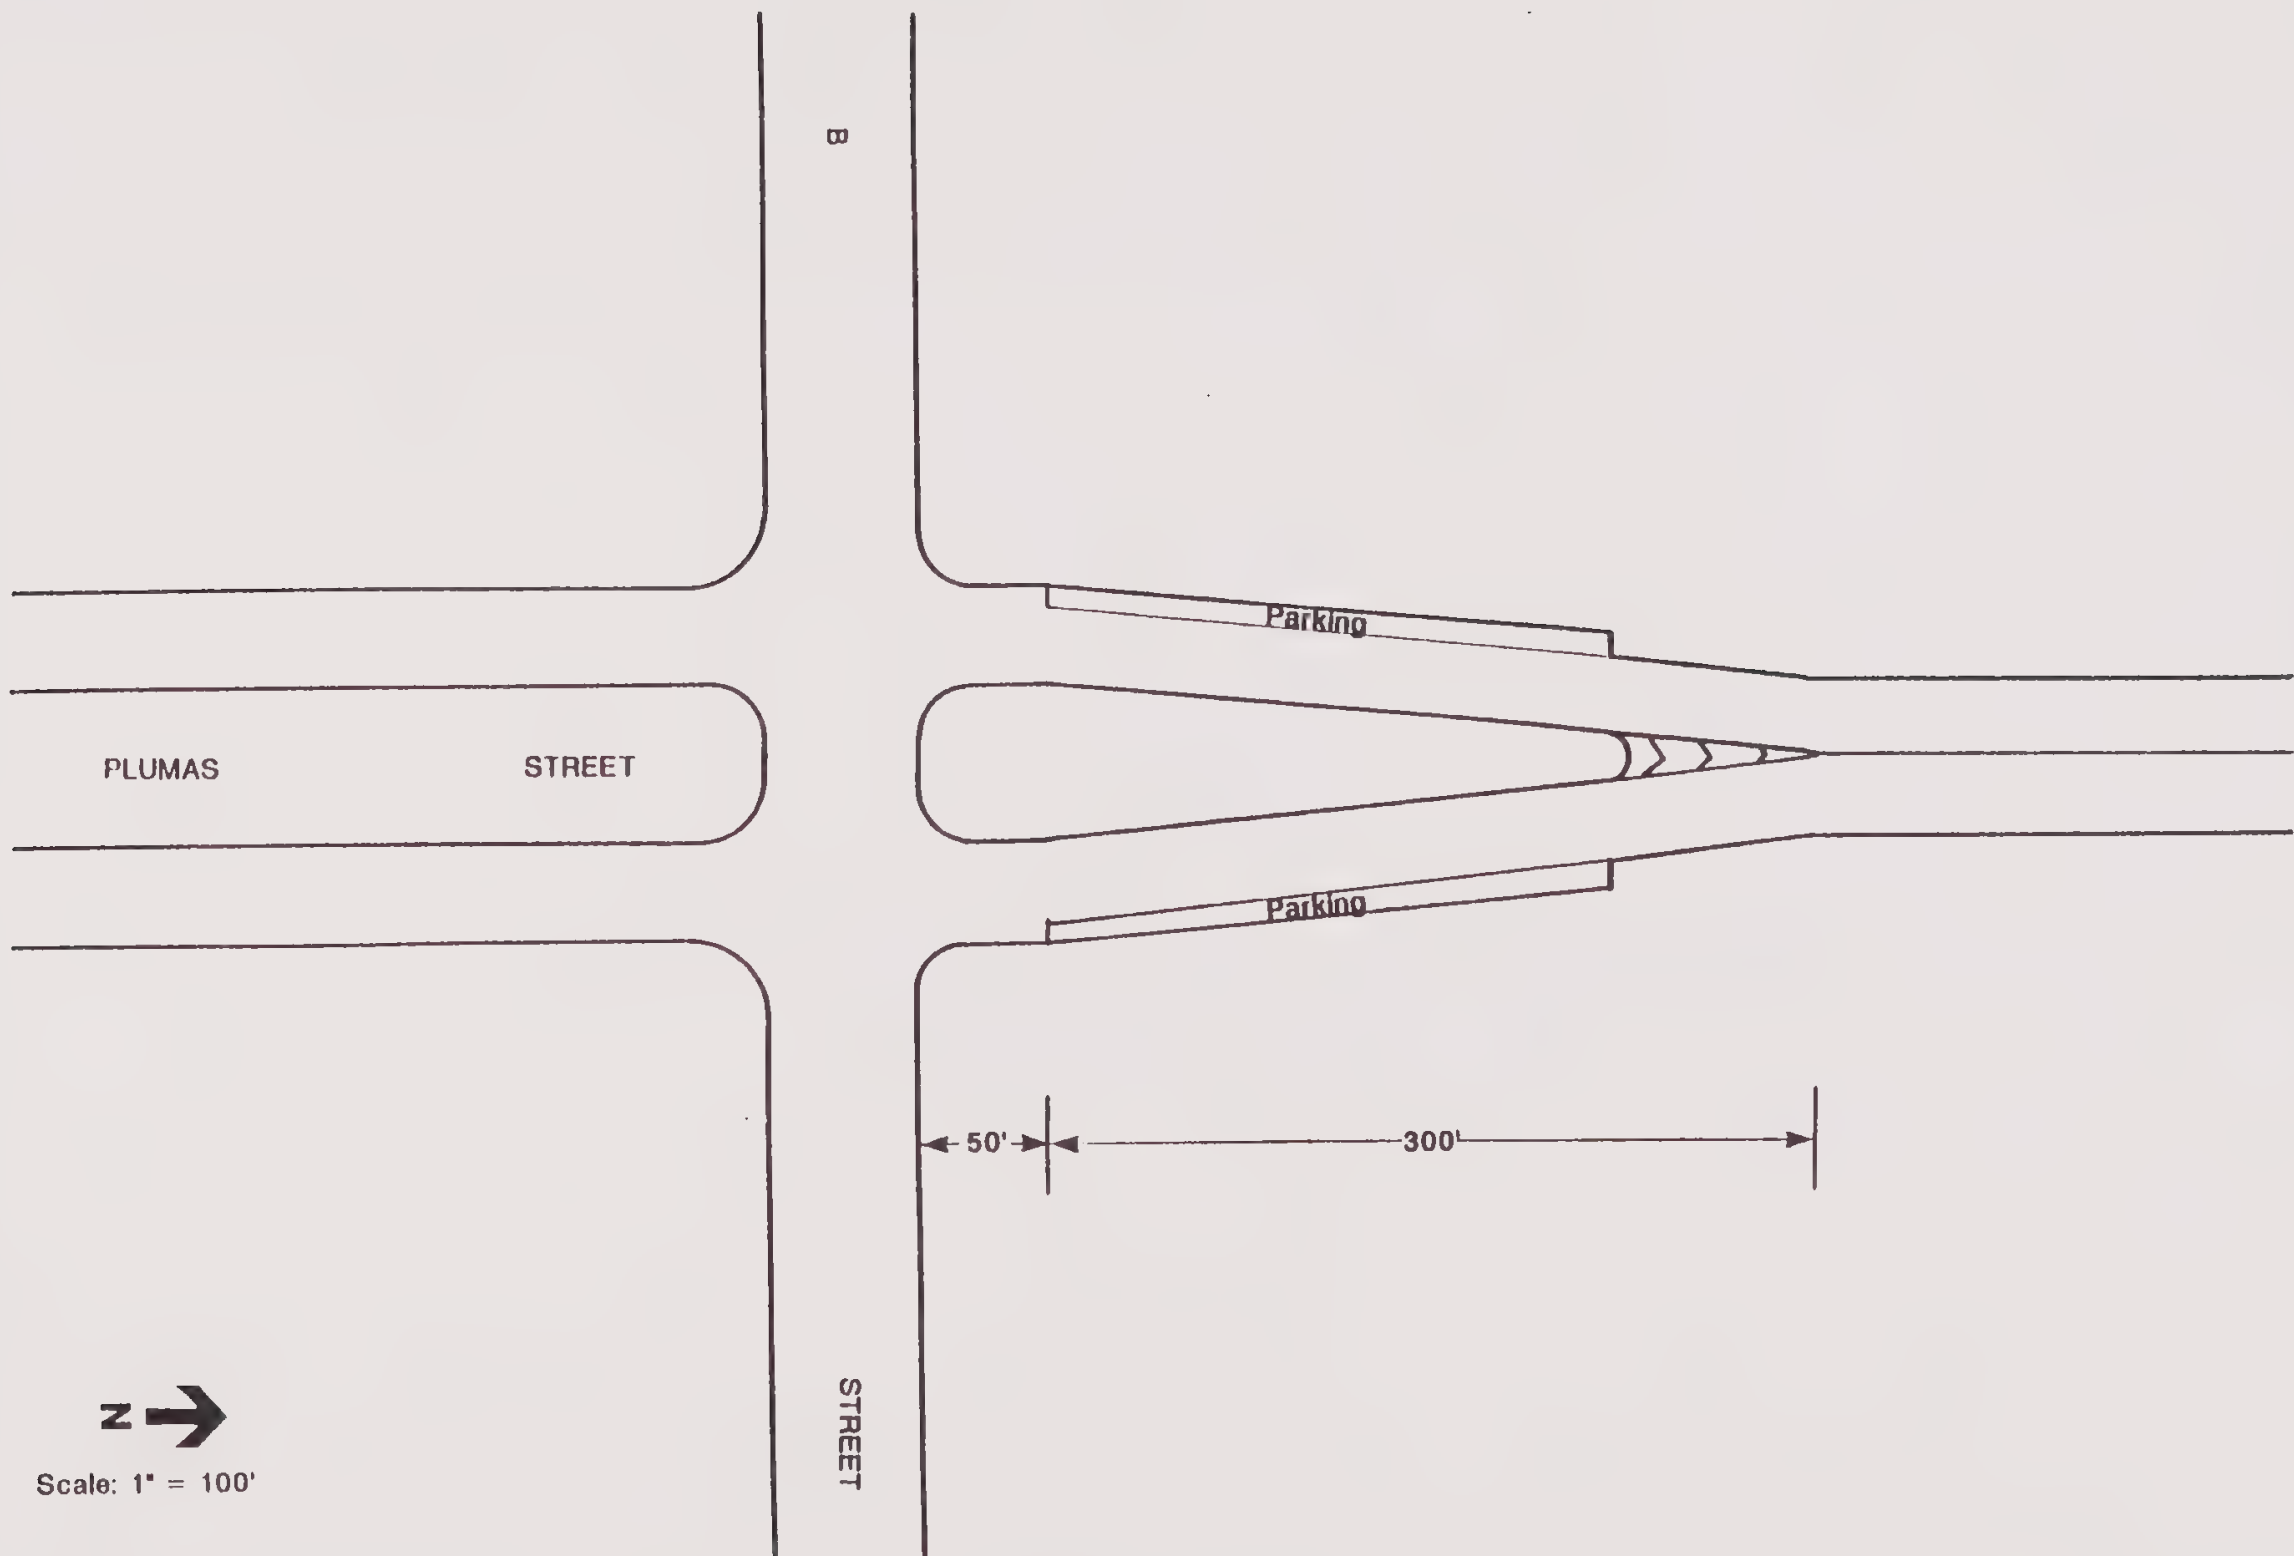 B
Parking
PLUMAS STREET
Parking
50'
300'
STREET
N
Scale: 1" = 100'